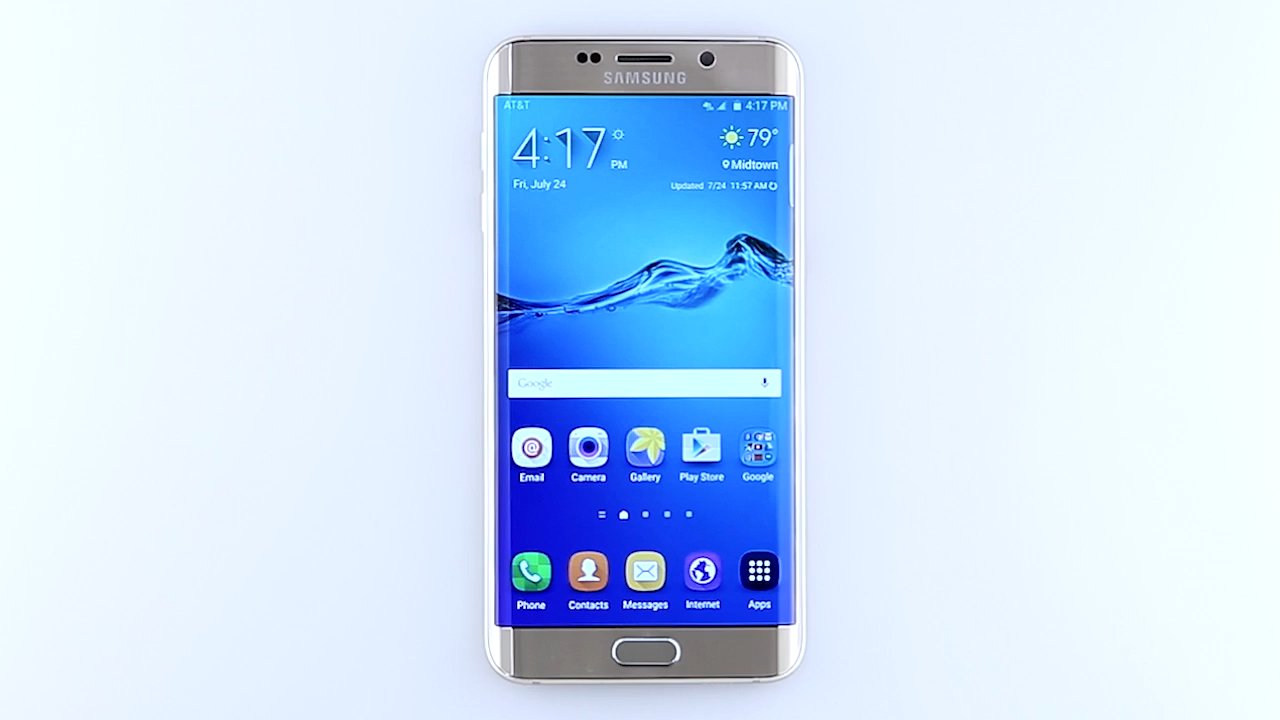 SAMSUNG
AT&T 4:17 PM
4:17 PM 79°
Midtown
Fri, July 24 Updated 7/24 11:57 AM
Google
Email Camera Gallery Play Store Google
Phone Contacts Messages Internet Apps